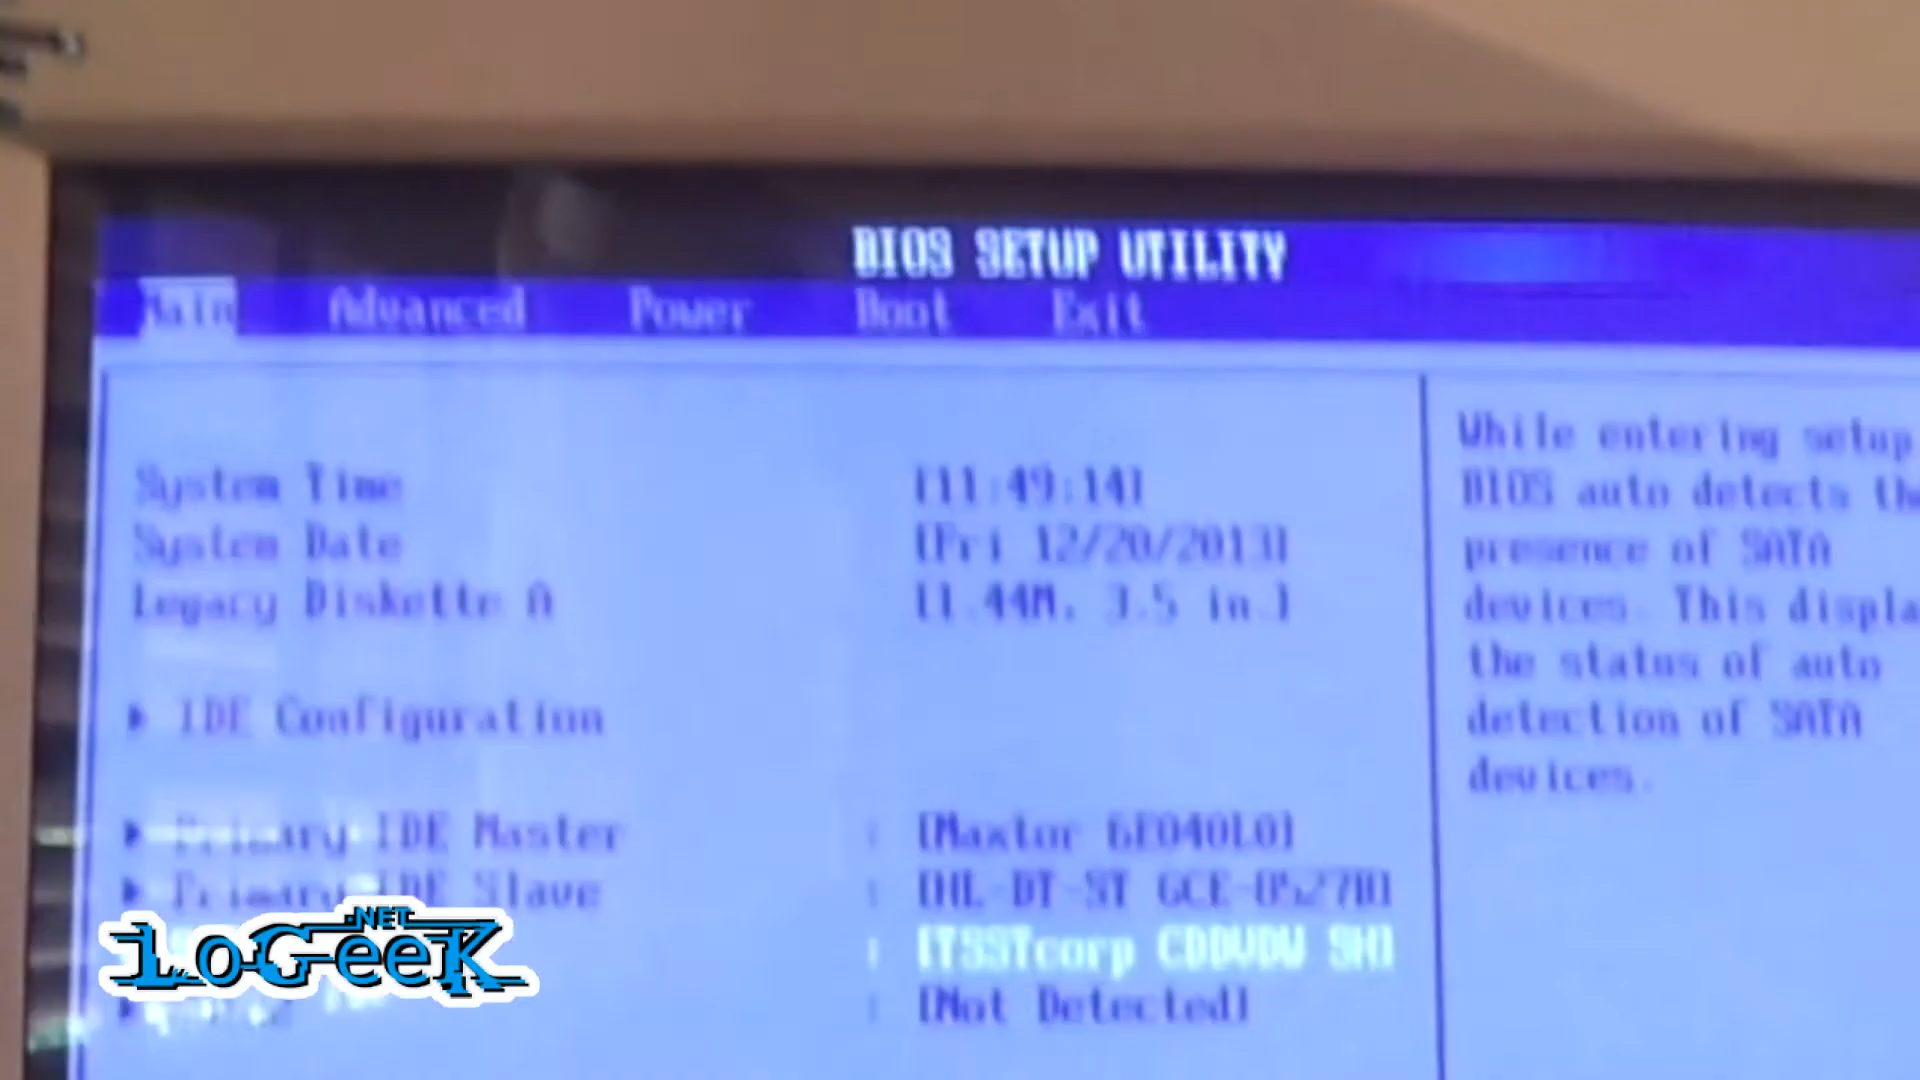 BIOS SETUP UTILITY
Main Advanced Power Boot Exit
System Time [11:49:14]
System Date [Fri 12/20/2013]
Legacy Diskette A [1.44M, 3.5 in.]
IDE Configuration
Primary IDE Master : [Maxtor 6E040L0]
Primary IDE Slave : [HL-DT-ST GCE-8527B]
: [TSSTcorp CDDVDW SH]
: [Not Detected]
While entering setup
BIOS auto detects the
presence of SATA
devices. This displa
the status of auto
detection of SATA
devices.
.NET
LoGeeK